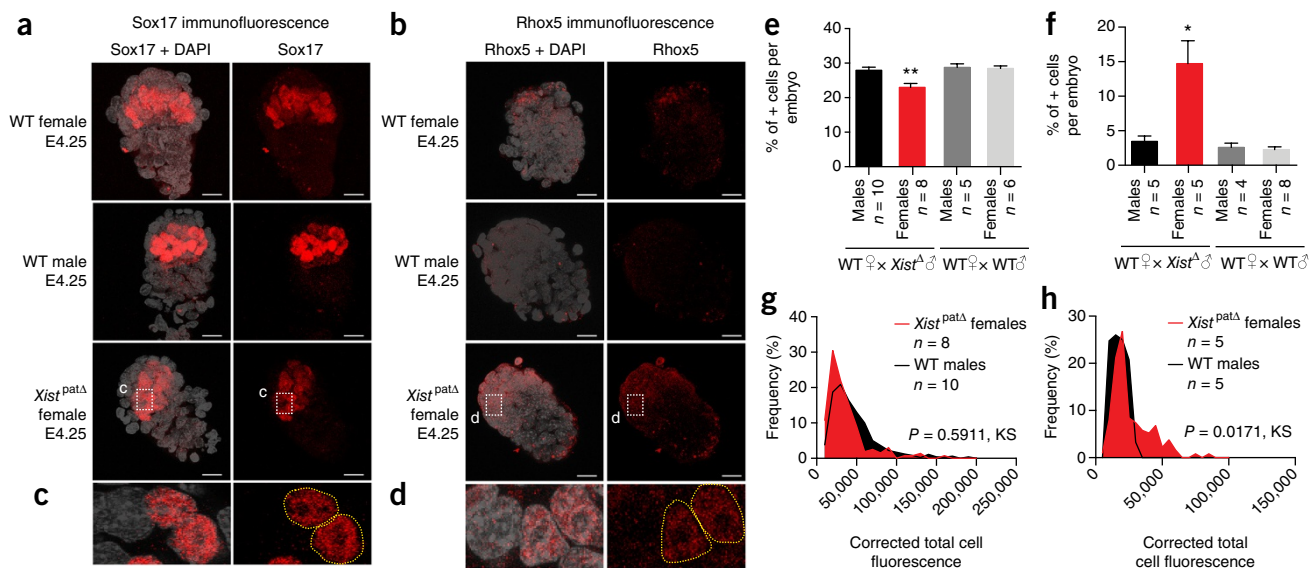 a
Sox17 immunofluorescence
Sox17 + DAPI
Sox17
WT female
E4.25
WT male
E4.25
Xist patΔ
female
E4.25
c
c
c
b
Rhox5 immunofluorescence
Rhox5 + DAPI
Rhox5
WT female
E4.25
WT male
E4.25
Xist patΔ
female
E4.25
d
d
d
e
% of + cells per
embryo
40
30
20
10
0
**
Males
n = 10
Females
n = 8
Males
n = 5
Females
n = 6
WT♀ × XistΔ♂
WT♀ × WT♂
f
% of + cells
per embryo
20
15
10
5
0
*
Males
n = 5
Females
n = 5
Males
n = 4
Females
n = 8
WT♀ × XistΔ♂
WT♀ × WT♂
g
Frequency (%)
40
30
20
10
0
Xist patΔ females
n = 8
WT males
n = 10
P = 0.5911, KS
50,000
100,000
150,000
200,000
250,000
Corrected total cell
fluorescence
h
Frequency (%)
30
20
10
0
Xist patΔ females
n = 5
WT males
n = 5
P = 0.0171, KS
50,000
100,000
150,000
Corrected total
cell fluorescence